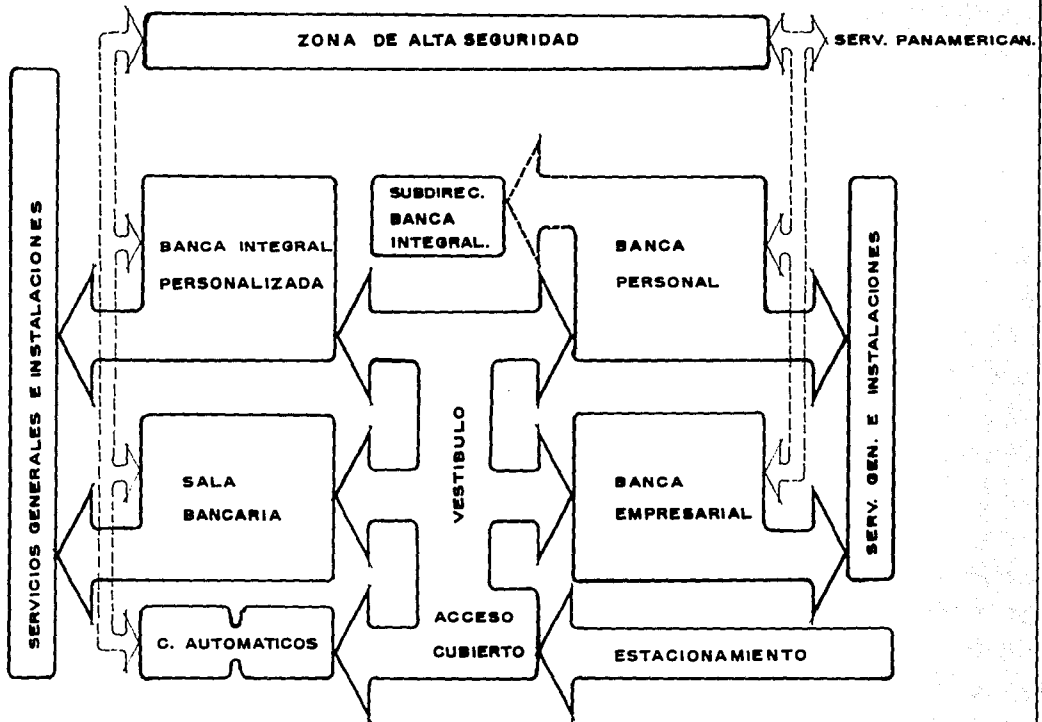 ZONA DE ALTA SEGURIDAD
SERV. PANAMERICAN.
SERVICIOS GENERALES E INSTALACIONES
BANCA INTEGRAL
PERSONALIZADA
SUBDIREC.
BANCA
INTEGRAL.
BANCA
PERSONAL
SERV. GEN. E INSTALACIONES
VESTIBULO
SALA
BANCARIA
BANCA
EMPRESARIAL
C. AUTOMATICOS
ACCESO
CUBIERTO
ESTACIONAMIENTO